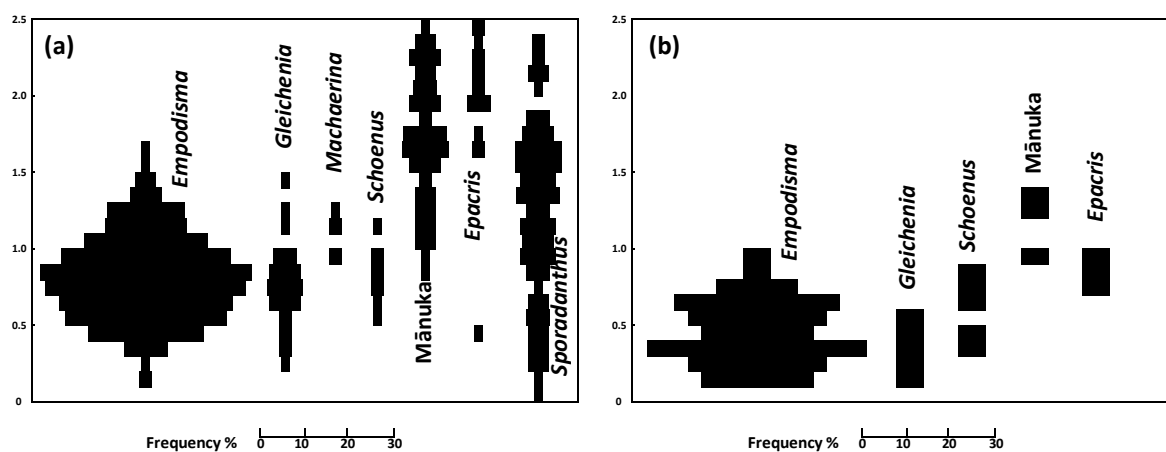 2.5
(a)
Empodisma
Gleichenia
Machaerina
Schoenus
Mānuka
Epacris
Sporadanthus
2.0
1.5
1.0
0.5
0
Frequency %
0 10 20 30
2.5
(b)
Empodisma
Gleichenia
Schoenus
Mānuka
Epacris
2.0
1.5
1.0
0.5
0
Frequency %
0 10 20 30